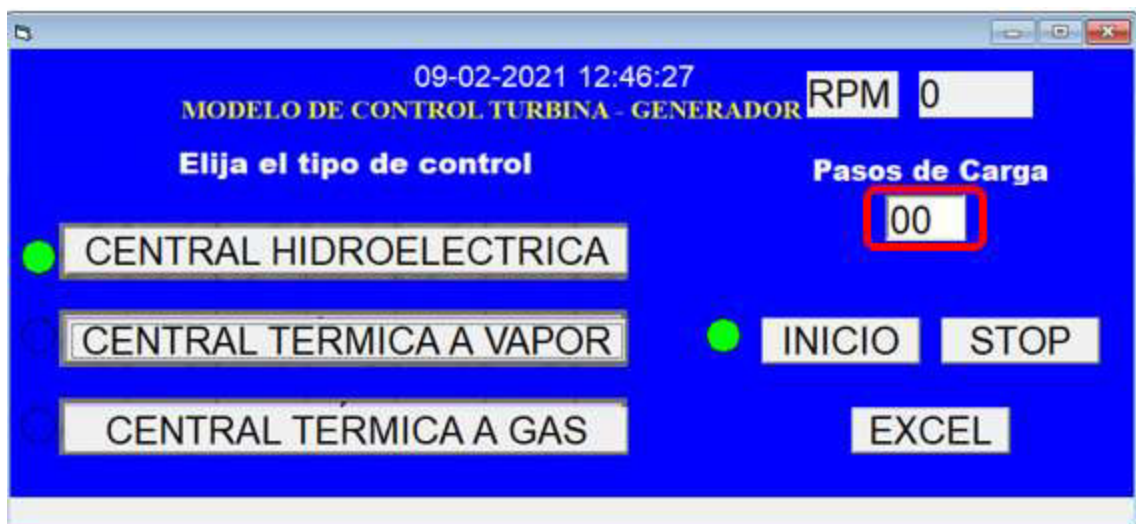 09-02-2021 12:46:27
MODELO DE CONTROL TURBINA - GENERADOR
RPM 0
Elija el tipo de control
Pasos de Carga
00
CENTRAL HIDROELECTRICA
CENTRAL TERMICA A VAPOR
INICIO STOP
CENTRAL TERMICA A GAS
EXCEL